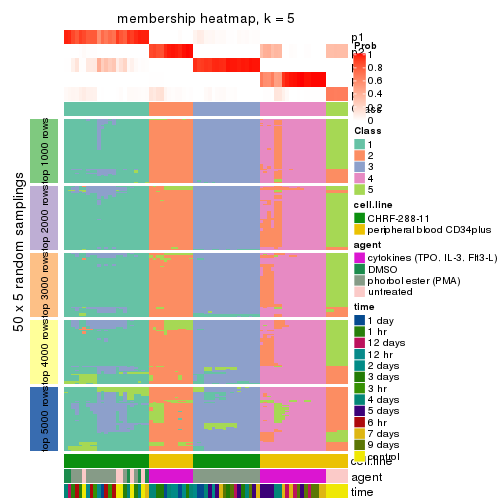 membership heatmap, k = 5
p1
Prob
1
0.8
0.6
0.4
0.2
0
Class
1
2
3
4
5
cell.line
CHRF-288-11
peripheral blood CD34plus
agent
cytokines (TPO, IL-3, Flt3-L)
DMSO
phorbol ester (PMA)
untreated
time
1 day
1 hr
12 days
12 hr
2 days
3 days
3 hr
4 days
5 days
6 hr
7 days
9 days
control
50 x 5 random samplings
top 1000 rows
top 2000 rows
top 3000 rows
top 4000 rows
top 5000 rows
cell.line
agent
time